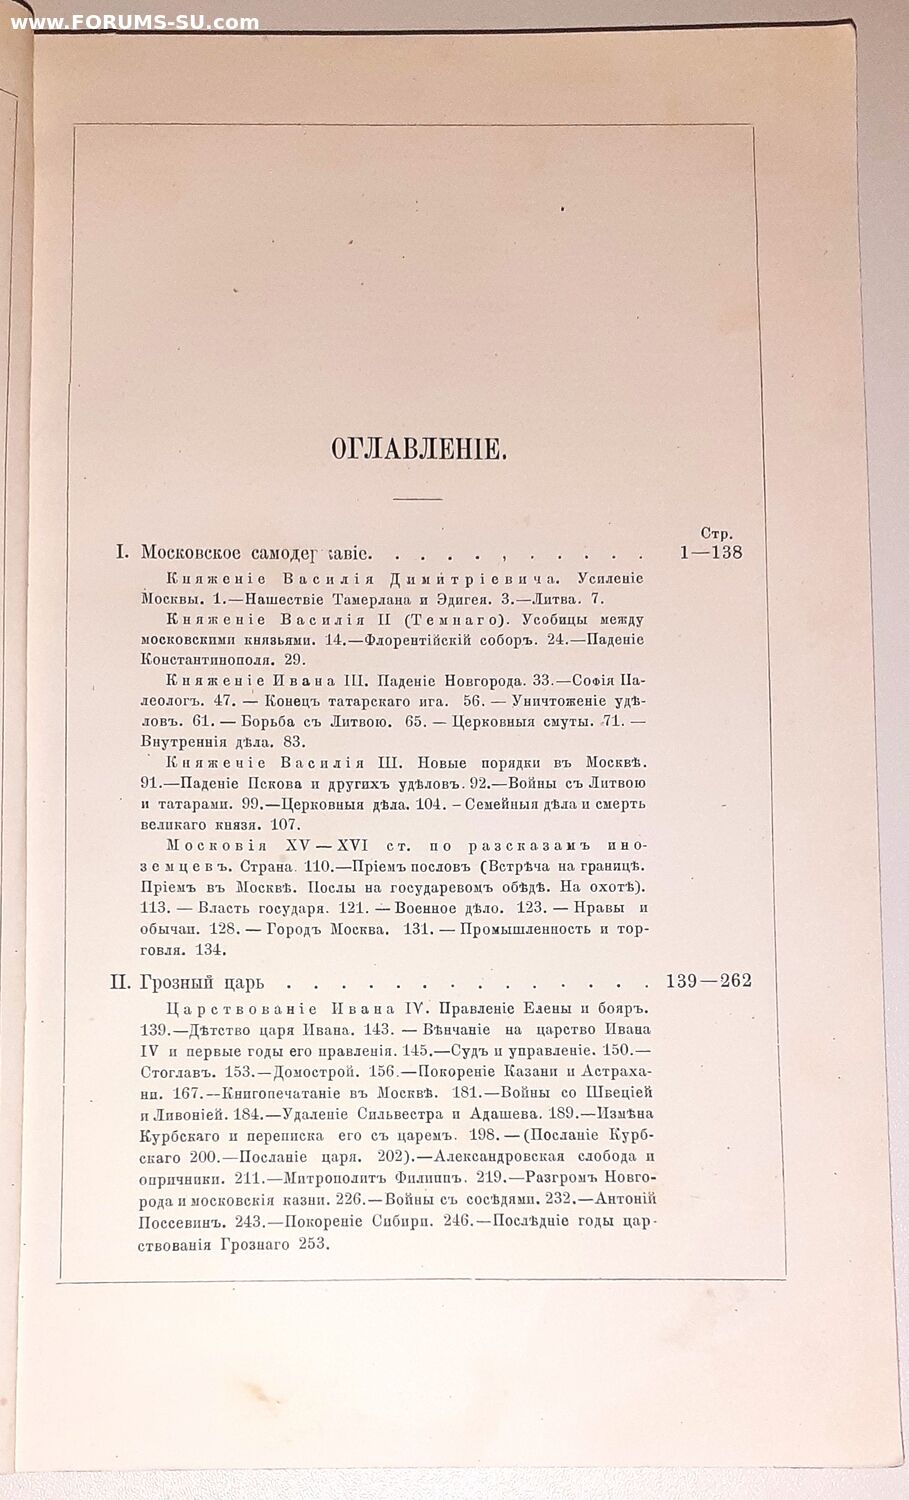 www.FORUMS-SU.com
ОГЛАВЛЕНІЕ.
Стр.
I. Московское самодержавіе. . . . . , . . . . . 1—138
Княженіе Василія Димитріевича. Усиленіе
Москвы. 1.—Нашествіе Тамерлана и Эдигея. 3.—Литва. 7.
Княженіе Василія II (Темнаго). Усобицы между
московскими князьями. 14.—Флорентійскій соборъ. 24.—Паденіе
Константинополя. 29.
Княженіе Ивана III. Паденіе Новгорода. 33.—Софія Па-
леологъ. 47. — Конецъ татарскаго ига. 56. — Уничтоженіе удѣ-
ловъ. 61. — Борьба съ Литвою. 65. — Церковныя смуты. 71. —
Внутреннія дѣла. 83.
Княженіе Василія III. Новые порядки въ Москвѣ.
91.—Паденіе Пскова и другихъ удѣловъ. 92.—Войны съ Литвою
и татарами. 99.—Церковныя дѣла. 104. – Семейныя дѣла и смерть
великаго князя. 107.
Московія XV—XVI ст. по разсказамъ ино-
земцевъ. Страна. 110.—Пріемъ пословъ (Встрѣча на границѣ.
Пріемъ въ Москвѣ. Послы на государевомъ обѣдѣ. На охотѣ).
113. — Власть государя. 121. — Военное дѣло. 123. — Нравы и
обычаи. 128. — Городъ Москва. 131. — Промышленность и тор-
говля. 134.
II. Грозный царь . . . . . . . . . . . . . . 139—262
Царствованіе Ивана IV. Правленіе Елены и бояръ.
139.—Дѣтство царя Ивана. 143. — Вѣнчаніе на царство Ивана
IV и первые годы его правленія. 145.—Судъ и управленіе. 150.—
Стоглавъ. 153.—Домострой. 156.—Покореніе Казани и Астраха-
ни. 167.—Книгопечатаніе въ Москвѣ. 181.—Войны со Швеціей
и Ливоніей. 184.—Удаленіе Сильвестра и Адашева. 189.—Измѣна
Курбскаго и переписка его съ царемъ. 198. — (Посланіе Курб-
скаго 200.—Посланіе царя. 202).—Александровская слобода и
опричники. 211.—Митрополитъ Филиппъ. 219.—Разгромъ Новго-
рода и московскія казни. 226.—Войны съ сосѣдями. 232.—Антоній
Поссевинъ. 243.—Покореніе Сибири. 246.—Послѣдніе годы цар-
ствованія Грознаго 253.